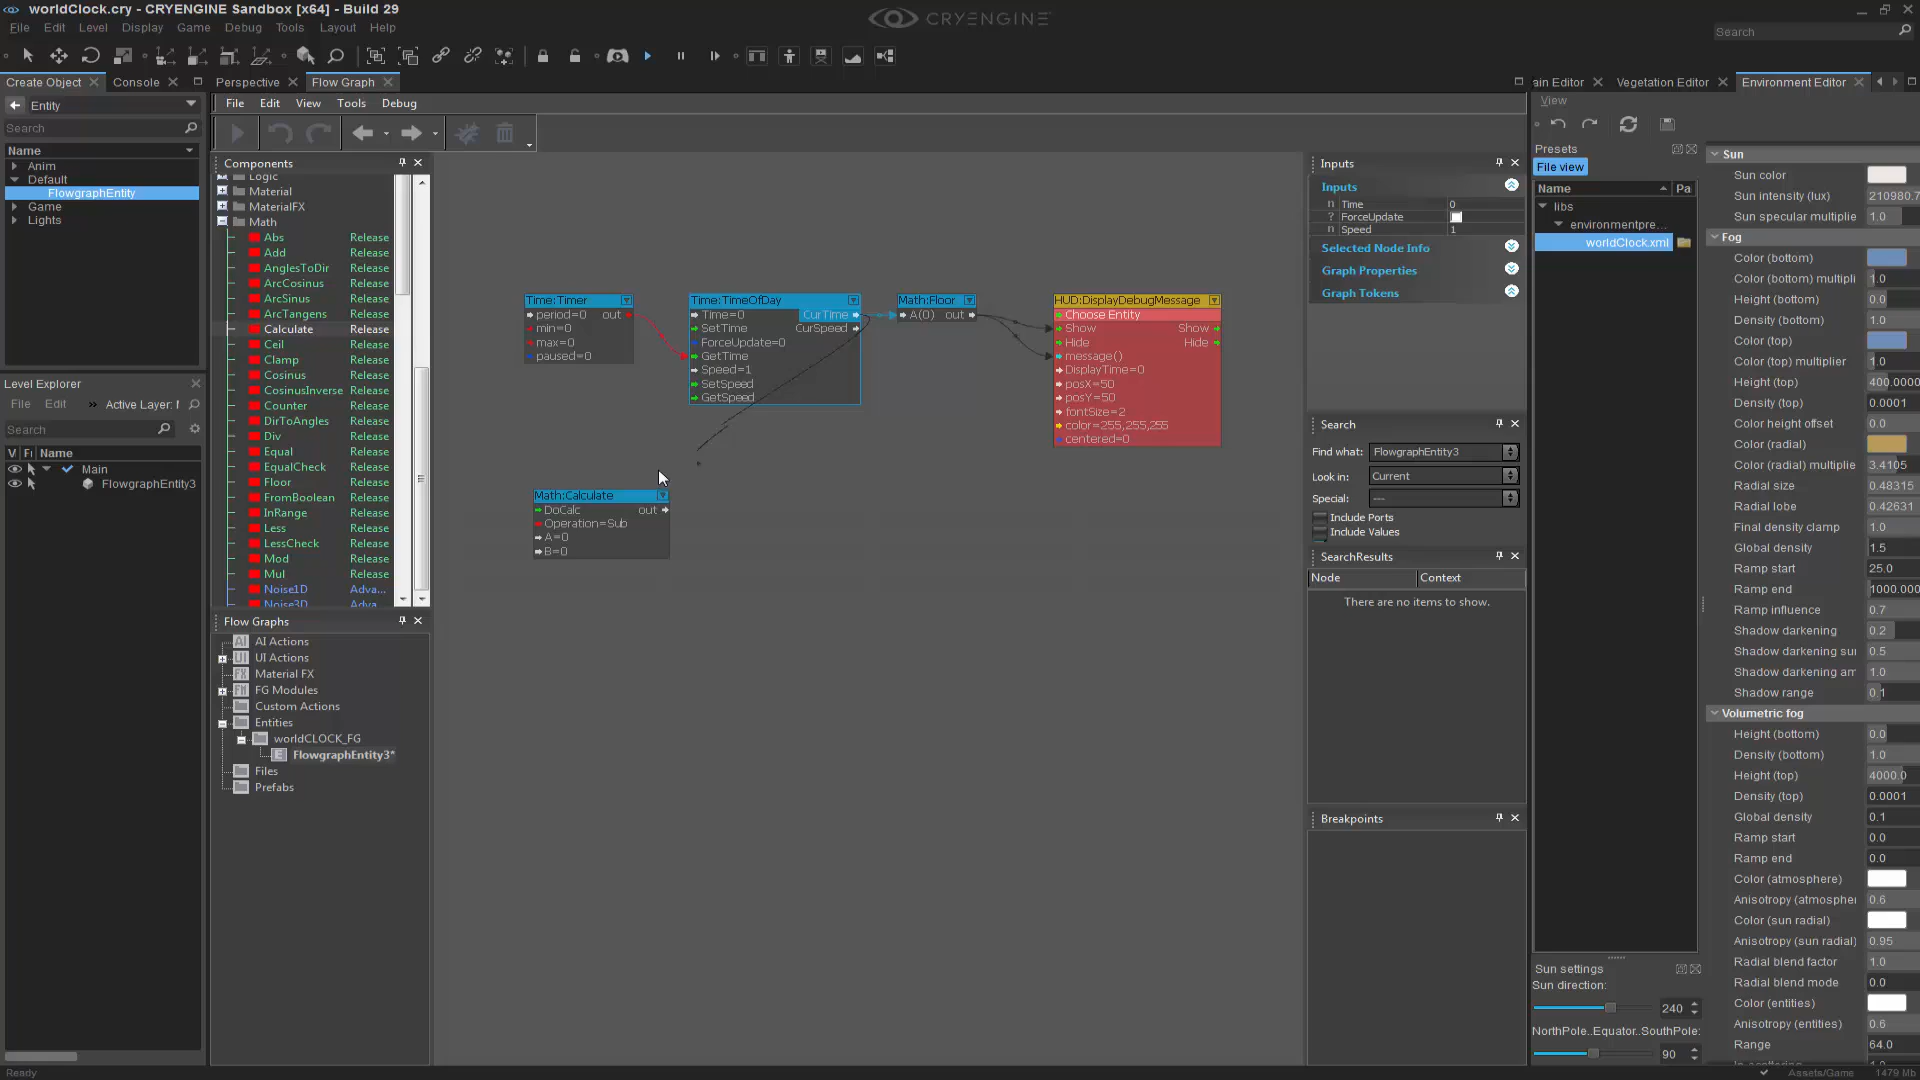 worldClock.cry - CRYENGINE Sandbox [x64] - Build 29
CRYENGINE
File Edit Level Display Game Debug Tools Layout Help
Search
Create Object Console Perspective Flow Graph ain Editor Vegetation Editor Environment Editor
Entity
Search
Name
Anim
Default
FlowgraphEntity
Game
Lights
Level Explorer
File Edit » Active Layer: 
Search
V Name
Main
FlowgraphEntity3
File Edit View Tools Debug
Components
Logic
Material
MaterialFX
Math
Abs Release
Add Release
AnglesToDir Release
ArcCosinus Release
ArcSinus Release
ArcTangens Release
Calculate Release
Ceil Release
Clamp Release
Cosinus Release
CosinusInverse Release
Counter Release
DirToAngles Release
Div Release
Equal Release
EqualCheck Release
Floor Release
FromBoolean Release
InRange Release
Less Release
LessCheck Release
Mod Release
Mul Release
Noise1D Adva...
Noise3D Adva...
Flow Graphs
AI Actions
UI Actions
Material FX
FG Modules
Custom Actions
Entities
worldCLOCK_FG
FlowgraphEntity3*
Files
Prefabs
Time:Timer
period=0 out
min=0
max=0
paused=0
Time:TimeOfDay
Time=0 CurTime
SetTime CurSpeed
ForceUpdate=0
GetTime
Speed=1
SetSpeed
GetSpeed
Math:Floor
A(0) out
HUD:DisplayDebugMessage
Choose Entity
Show Show
Hide Hide
message()
DisplayTime=0
posX=50
posY=50
fontSize=2
color=255,255,255
centered=0
Math:Calculate
DoCalc out
Operation=Sub
A=0
B=0
Inputs
Inputs
Time 0
ForceUpdate
Speed 1
Selected Node Info
Graph Properties
Graph Tokens
Search
Find what: FlowgraphEntity3
Look in: Current
Special: ---
Include Ports
Include Values
SearchResults
Node Context
There are no items to show.
Breakpoints
View
Presets
File view
Name Pa
libs
environmentpre...
worldClock.xml
Sun settings
Sun direction:
240
NorthPole..Equator..SouthPole:
90
Sun
Sun color
Sun intensity (lux) 210980.7
Sun specular multiplie 1.0
Fog
Color (bottom)
Color (bottom) multipli 1.0
Height (bottom) 0.0
Density (bottom) 1.0
Color (top)
Color (top) multiplier 1.0
Height (top) 400.0000
Density (top) 0.0001
Color height offset 0.0
Color (radial)
Color (radial) multiplie 3.4105
Radial size 0.48315
Radial lobe 0.42631
Final density clamp 1.0
Global density 1.5
Ramp start 25.0
Ramp end 1000.000
Ramp influence 0.7
Shadow darkening 0.2
Shadow darkening sui 0.5
Shadow darkening am 1.0
Shadow range 0.1
Volumetric fog
Height (bottom) 0.0
Density (bottom) 1.0
Height (top) 4000.0
Density (top) 0.0001
Global density 0.1
Ramp start 0.0
Ramp end 0.0
Color (atmosphere)
Anisotropy (atmosphei 0.6
Color (sun radial)
Anisotropy (sun radial) 0.95
Radial blend factor 1.0
Radial blend mode 0.0
Color (entities)
Anisotropy (entities) 0.6
Range 64.0
Ready
Assets/Game 1479 Mb